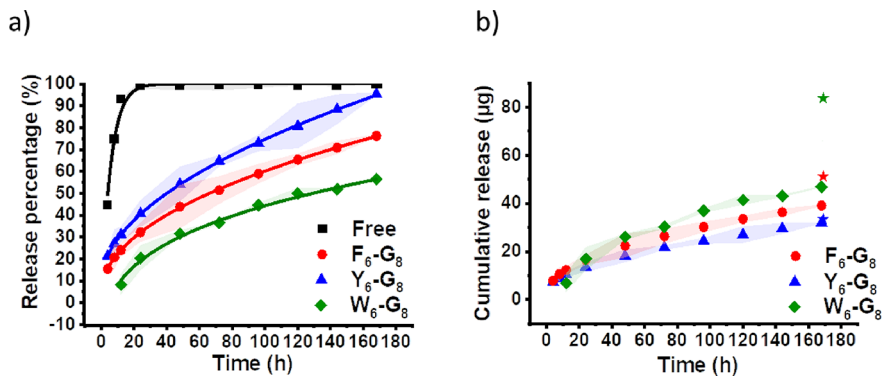 a)
b)
Release percentage (%)
100
90
80
70
60
50
40
30
20
10
0
-10
0 20 40 60 80 100 120 140 160 180
Time (h)
Free
F₆-G₈
Y₆-G₈
W₆-G₈
Cumulative release (µg)
80
60
40
20
0
0 20 40 60 80 100 120 140 160 180
Time (h)
F₆-G₈
Y₆-G₈
W₆-G₈